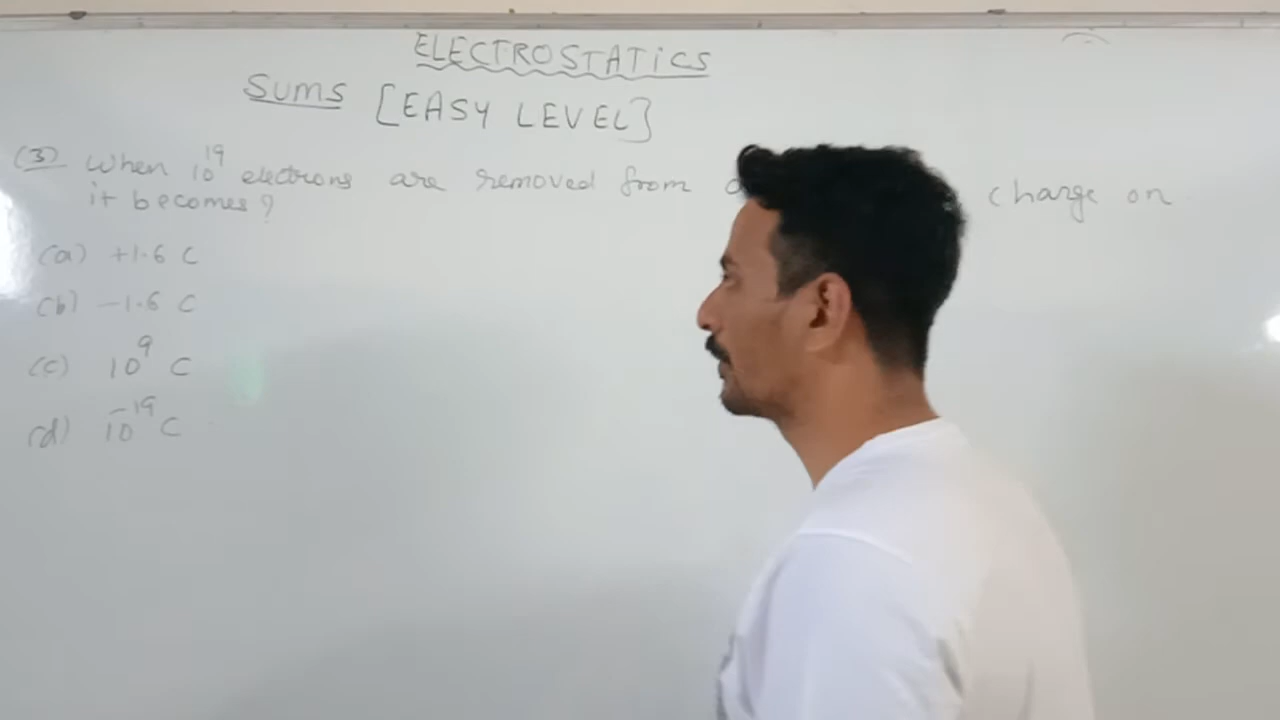 ELECTROSTATICS
SUMS [EASY LEVEL]
(3) When 10^19 electrons are removed from charge on
it becomes?
(a) +1.6 C
(b) -1.6 C
(c) 10^9 C
(d) 10^-19 C